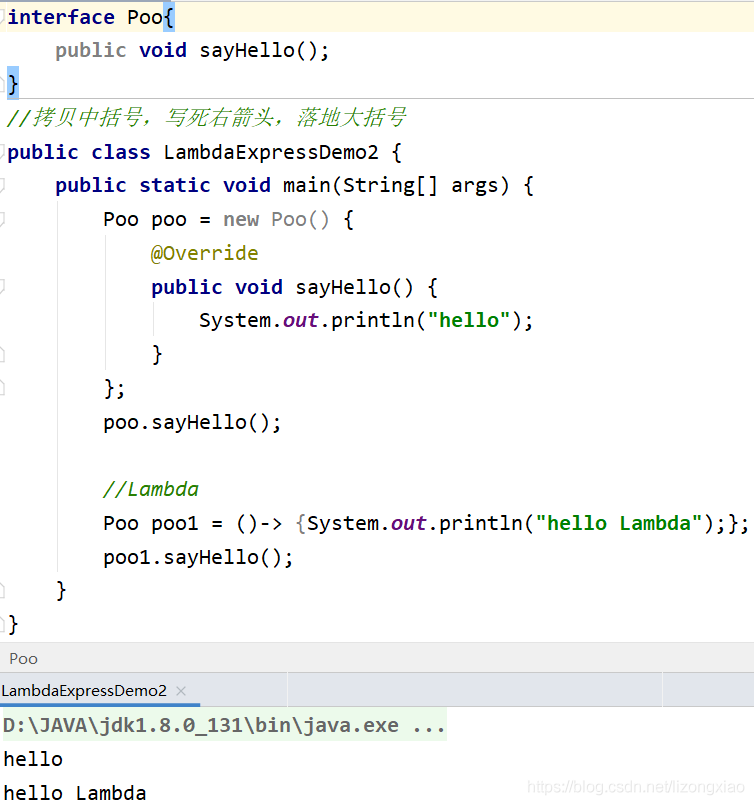 interface Poo{
    public void sayHello();
}
//拷贝中括号，写死右箭头，落地大括号
public class LambdaExpressDemo2 {
    public static void main(String[] args) {
        Poo poo = new Poo() {
            @Override
            public void sayHello() {
                System.out.println("hello");
            }
        };
        poo.sayHello();

        //Lambda
        Poo poo1 = ()-> {System.out.println("hello Lambda");};
        poo1.sayHello();
    }
}
Poo
LambdaExpressDemo2 ×
D:\JAVA\jdk1.8.0_131\bin\java.exe ...
hello
hello Lambda
https://blog.csdn.net/lizongxiao